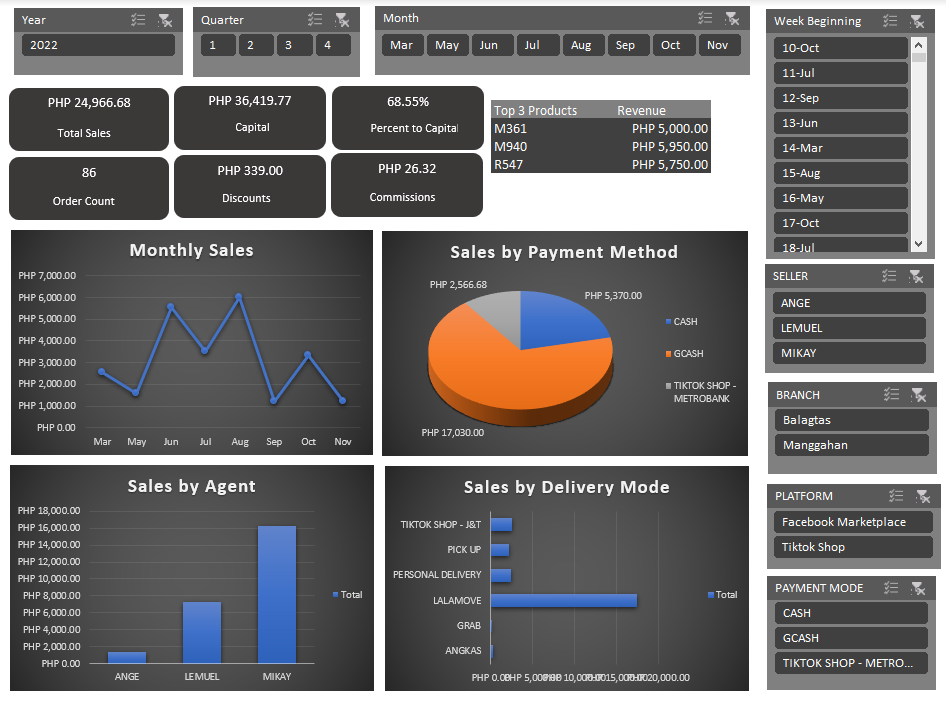 Year
2022
Quarter
1 2 3 4
Month
Mar May Jun Jul Aug Sep Oct Nov
Week Beginning
10-Oct
11-Jul
12-Sep
13-Jun
14-Mar
15-Aug
16-May
17-Oct
18-Jul
PHP 24,966.68
Total Sales
PHP 36,419.77
Capital
68.55%
Percent to Capital
86
Order Count
PHP 339.00
Discounts
PHP 26.32
Commissions
Top 3 Products Revenue
M361 PHP 5,000.00
M940 PHP 5,950.00
R547 PHP 5,750.00
Monthly Sales
PHP 7,000.00
PHP 6,000.00
PHP 5,000.00
PHP 4,000.00
PHP 3,000.00
PHP 2,000.00
PHP 1,000.00
PHP 0.00
Mar May Jun Jul Aug Sep Oct Nov
Sales by Payment Method
PHP 2,566.68
PHP 5,370.00
PHP 17,030.00
CASH
GCASH
TIKTOK SHOP -
METROBANK
SELLER
ANGE
LEMUEL
MIKAY
BRANCH
Balagtas
Manggahan
Sales by Agent
PHP 18,000.00
PHP 16,000.00
PHP 14,000.00
PHP 12,000.00
PHP 10,000.00
PHP 8,000.00
PHP 6,000.00
PHP 4,000.00
PHP 2,000.00
PHP 0.00
ANGE LEMUEL MIKAY
Total
Sales by Delivery Mode
TIKTOK SHOP - J&T
PICK UP
PERSONAL DELIVERY
LALAMOVE
GRAB
ANGKAS
PHP 0.00 PHP 5,000.00 PHP 10,000.00 PHP 15,000.00 PHP 20,000.00
Total
PLATFORM
Facebook Marketplace
Tiktok Shop
PAYMENT MODE
CASH
GCASH
TIKTOK SHOP - METRO...